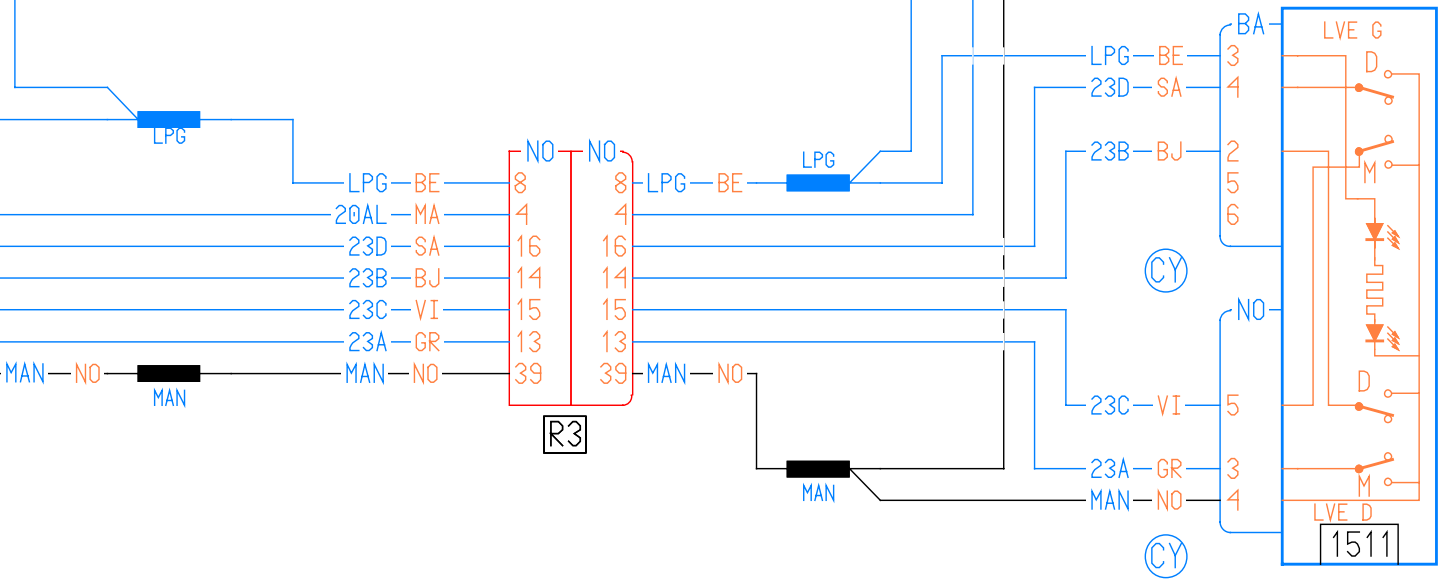 BA
LVE G
LPG BE 3
D
23D SA 4
LPG
NO NO
LPG
23B BJ 2
M
LPG BE 8 8 LPG BE
5
20AL MA 4 4
6
23D SA 16 16
CY
23B BJ 14 14
23C VI 15 15
NO
23A GR 13 13
MAN NO
MAN
MAN NO 39 39 MAN NO
D
23C VI 5
R3
23A GR 3
M
MAN
MAN NO 4
LVE D
1511
CY